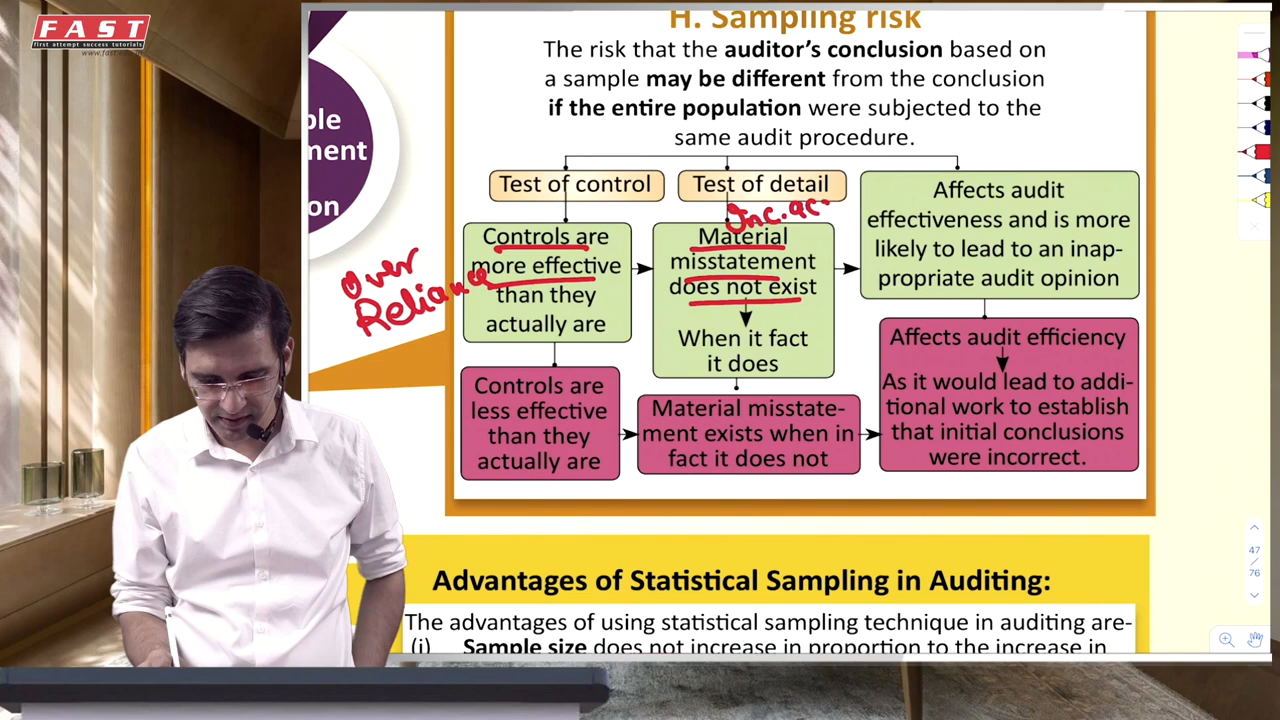 FAST
first attempt success tutorials
H. Sampling risk
The risk that the auditor's conclusion based on
a sample may be different from the conclusion
if the entire population were subjected to the
same audit procedure.
ble
ment
on
Test of control
Test of detail
Inc. ac.
Controls are
more effective
than they
actually are
Over
Reliance
Material
misstatement
does not exist
When it fact
it does
Affects audit
effectiveness and is more
likely to lead to an inap-
propriate audit opinion
Controls are
less effective
than they
actually are
Material misstate-
ment exists when in
fact it does not
Affects audit efficiency
As it would lead to addi-
tional work to establish
that initial conclusions
were incorrect.
Advantages of Statistical Sampling in Auditing:
The advantages of using statistical sampling technique in auditing are-
(i) Sample size does not increase in proportion to the increase in
47
/
76